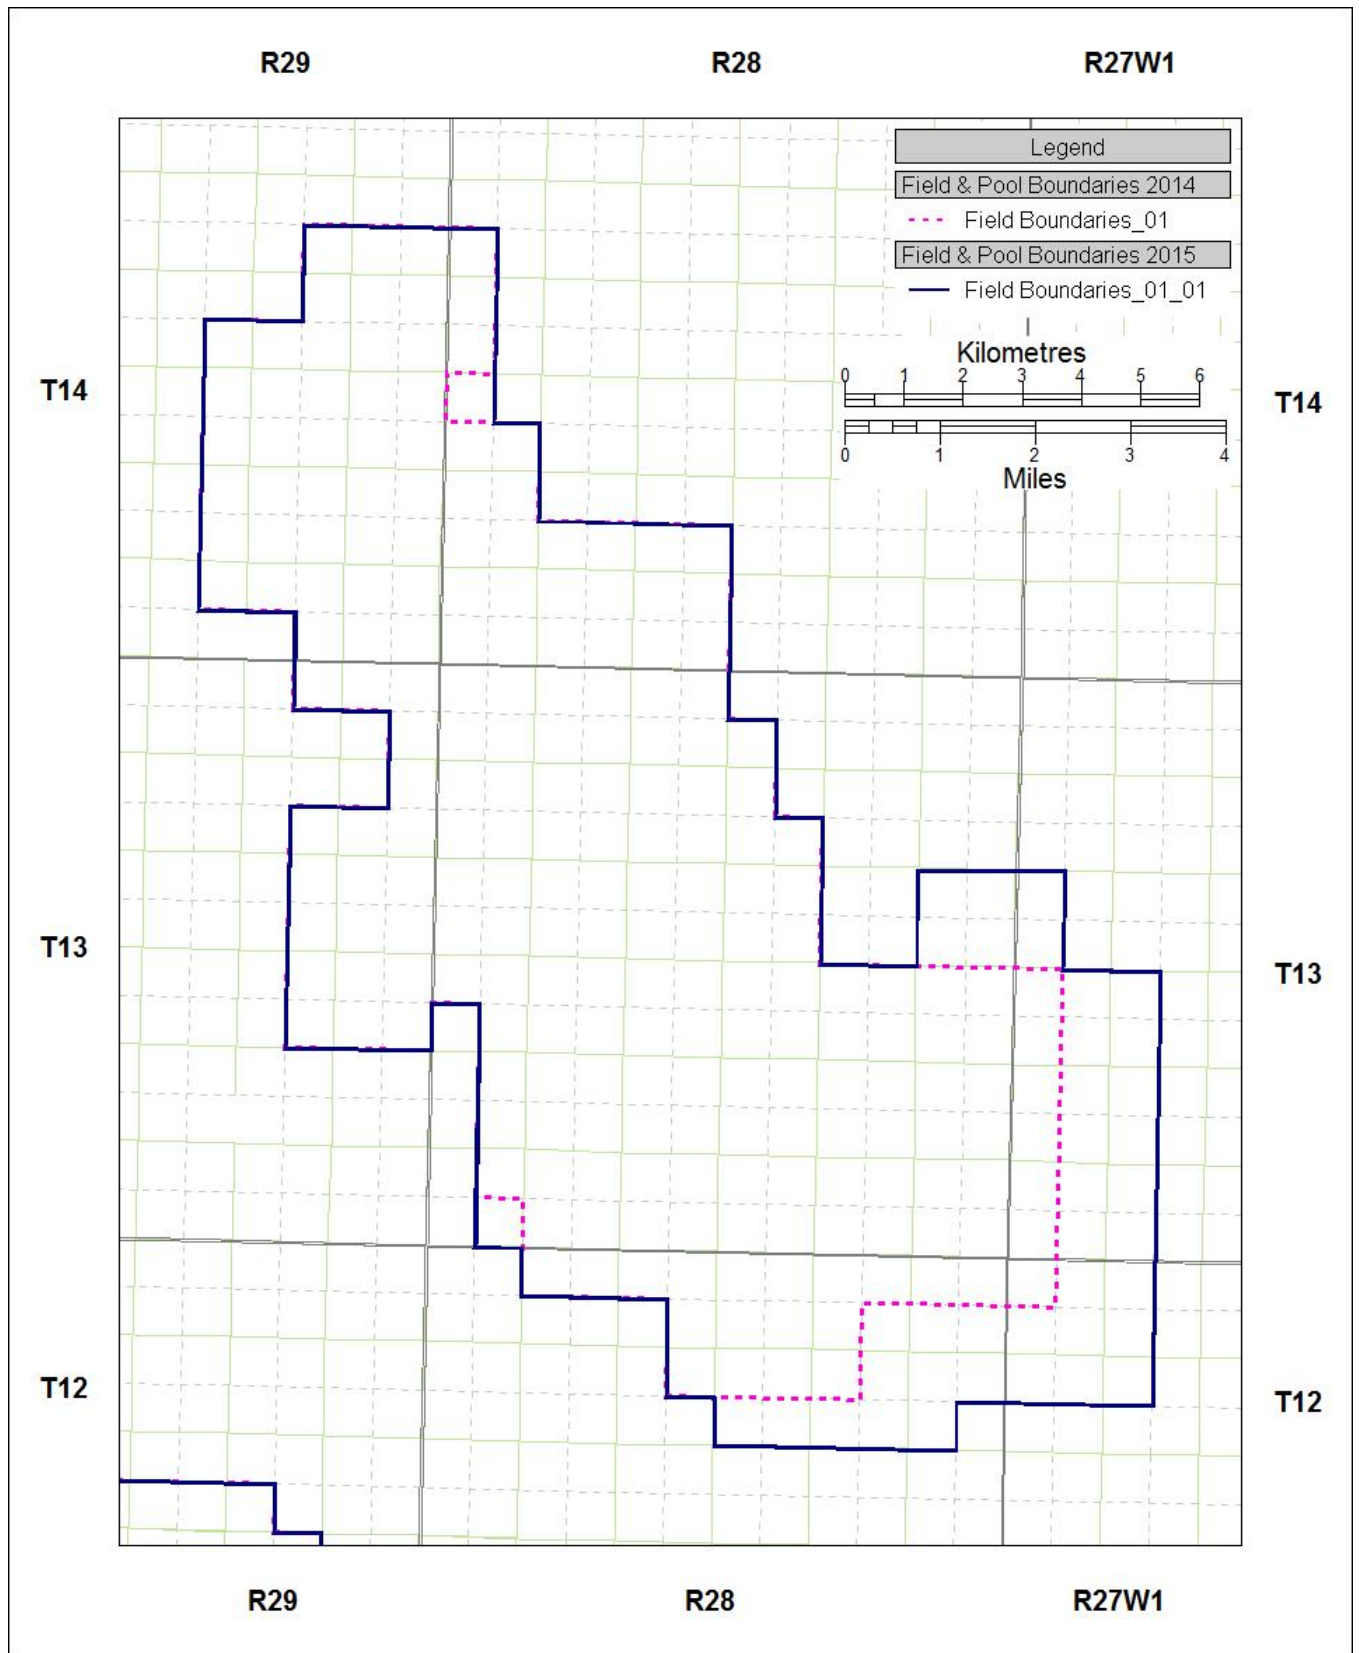 R29 R28 R27W1
Legend
Field & Pool Boundaries 2014
Field Boundaries_01
Field & Pool Boundaries 2015
Field Boundaries_01_01
Kilometres
0 1 2 3 4 5 6
T14 T14
0 1 2 3 4
Miles
T13 T13
T12 T12
R29 R28 R27W1